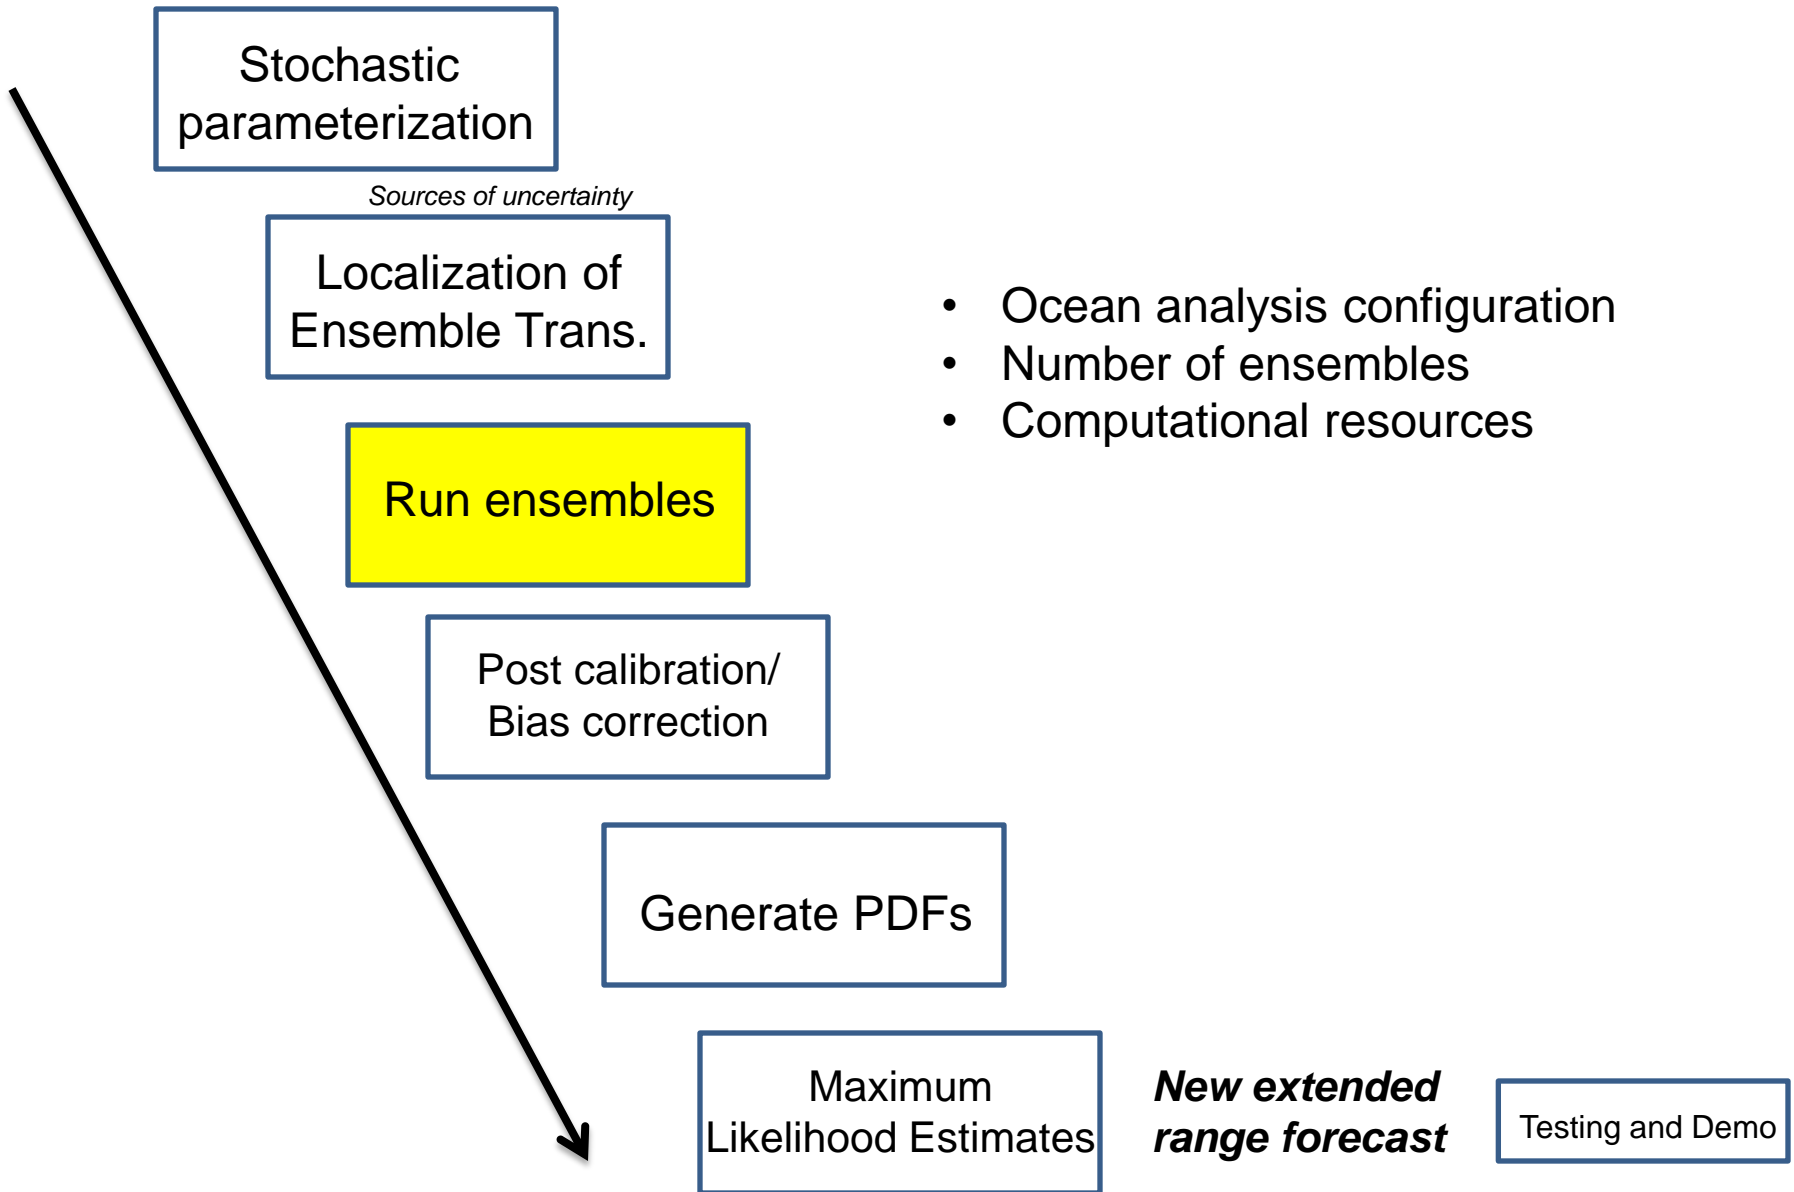 Stochastic
parameterization
Sources of uncertainty
Localization of
Ensemble Trans.
• Ocean analysis configuration
• Number of ensembles
• Computational resources
Run ensembles
Post calibration/
Bias correction
Generate PDFs
Maximum
Likelihood Estimates
New extended
range forecast
Testing and Demo